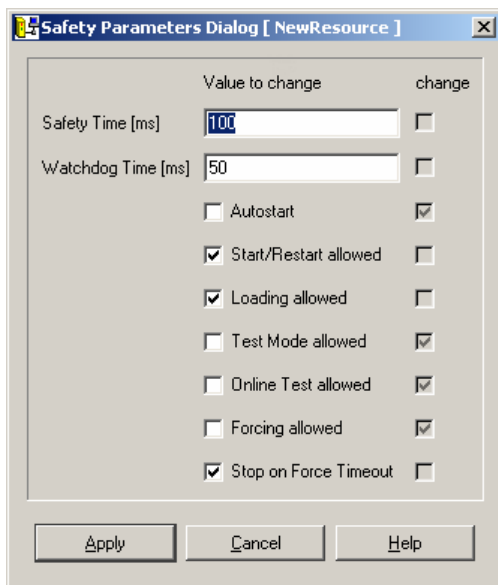 Safety Parameters Dialog [ NewResource ]
Value to change change
Safety Time [ms] 100
Watchdog Time [ms] 50
Autostart
Start/Restart allowed
Loading allowed
Test Mode allowed
Online Test allowed
Forcing allowed
Stop on Force Timeout
Apply Cancel Help